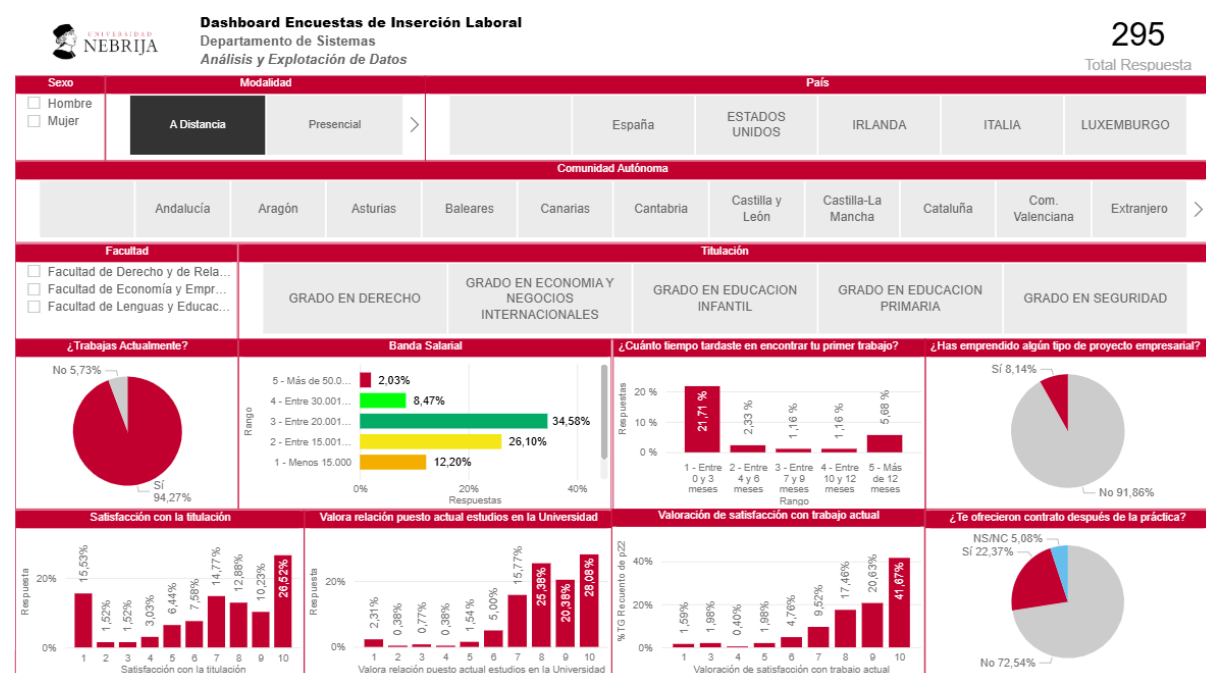 UNIVERSIDAD
NEBRIJA
Dashboard Encuestas de Inserción Laboral
Departamento de Sistemas
Análisis y Explotación de Datos
295
Total Respuesta
Sexo
Hombre
Mujer
Modalidad
A Distancia
Presencial
País
España
ESTADOS
UNIDOS
IRLANDA
ITALIA
LUXEMBURGO
Comunidad Autónoma
Andalucía
Aragón
Asturias
Baleares
Canarias
Cantabria
Castilla y
León
Castilla-La
Mancha
Cataluña
Com.
Valenciana
Extranjero
Facultad
Facultad de Derecho y de Rela...
Facultad de Economía y Empr...
Facultad de Lenguas y Educac...
Titulación
GRADO EN DERECHO
GRADO EN ECONOMIA Y
NEGOCIOS
INTERNACIONALES
GRADO EN EDUCACION
INFANTIL
GRADO EN EDUCACION
PRIMARIA
GRADO EN SEGURIDAD
¿Trabajas Actualmente?
No 5,73%
Sí
94,27%
Banda Salarial
Rango
5 - Más de 50.0...
2,03%
4 - Entre 30.001...
8,47%
3 - Entre 20.001...
34,58%
2 - Entre 15.001...
26,10%
1 - Menos 15.000
12,20%
0%
20%
40%
Respuestas
¿Cuánto tiempo tardaste en encontrar tu primer trabajo?
Respuestas
20 %
10 %
0 %
21,71 %
2,33 %
1,16 %
1,16 %
5,68 %
1 - Entre
0 y 3
meses
2 - Entre
4 y 6
meses
3 - Entre
7 y 9
meses
4 - Entre
10 y 12
meses
5 - Más
de 12
meses
Rango
¿Has emprendido algún tipo de proyecto empresarial?
Sí 8,14%
No 91,86%
Satisfacción con la titulación
Respuesta
20%
0%
15,53%
1,52%
1,52%
3,03%
6,44%
7,58%
14,77%
12,88%
10,23%
26,52%
1 2 3 4 5 6 7 8 9 10
Satisfacción con la titulación
Valora relación puesto actual estudios en la Universidad
Respuesta
20%
0%
2,31%
0,38%
0,77%
0,38%
1,54%
5,00%
15,77%
25,38%
20,38%
28,08%
1 2 3 4 5 6 7 8 9 10
Valora relación puesto actual estudios en la Universidad
Valoración de satisfacción con trabajo actual
%TG Recuento de p22
40%
20%
0%
1,59%
1,98%
0,40%
1,98%
4,76%
9,52%
17,46%
20,63%
41,67%
1 2 3 4 5 6 7 8 9 10
Valoración de satisfacción con trabajo actual
¿Te ofrecieron contrato después de la práctica?
NS/NC 5,08%
Sí 22,37%
No 72,54%